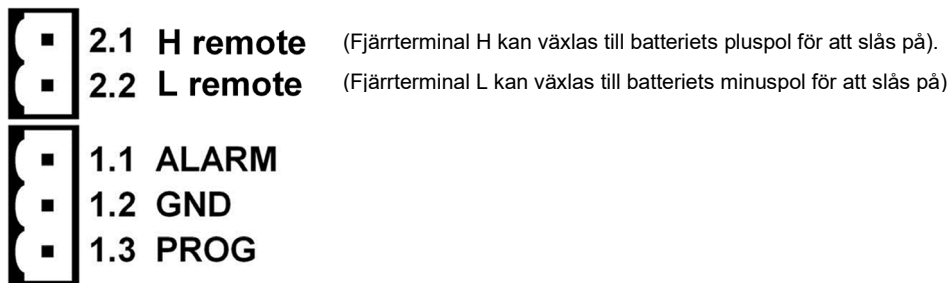 2.1 H remote (Fjärrterminal H kan växlas till batteriets pluspol för att slås på).
2.2 L remote (Fjärrterminal L kan växlas till batteriets minuspol för att slås på)
1.1 ALARM
1.2 GND
1.3 PROG